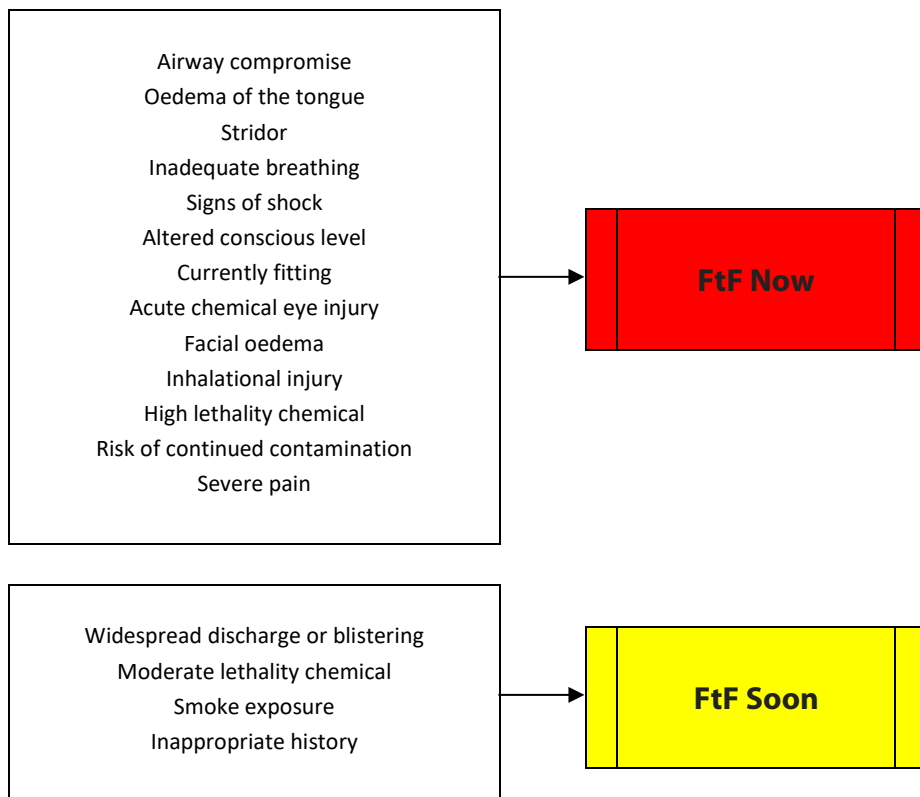 Airway compromise
Oedema of the tongue
Stridor
Inadequate breathing
Signs of shock
Altered conscious level
Currently fitting
Acute chemical eye injury
Facial oedema
Inhalational injury
High lethality chemical
Risk of continued contamination
Severe pain
FtF Now
Widespread discharge or blistering
Moderate lethality chemical
Smoke exposure
Inappropriate history
FtF Soon